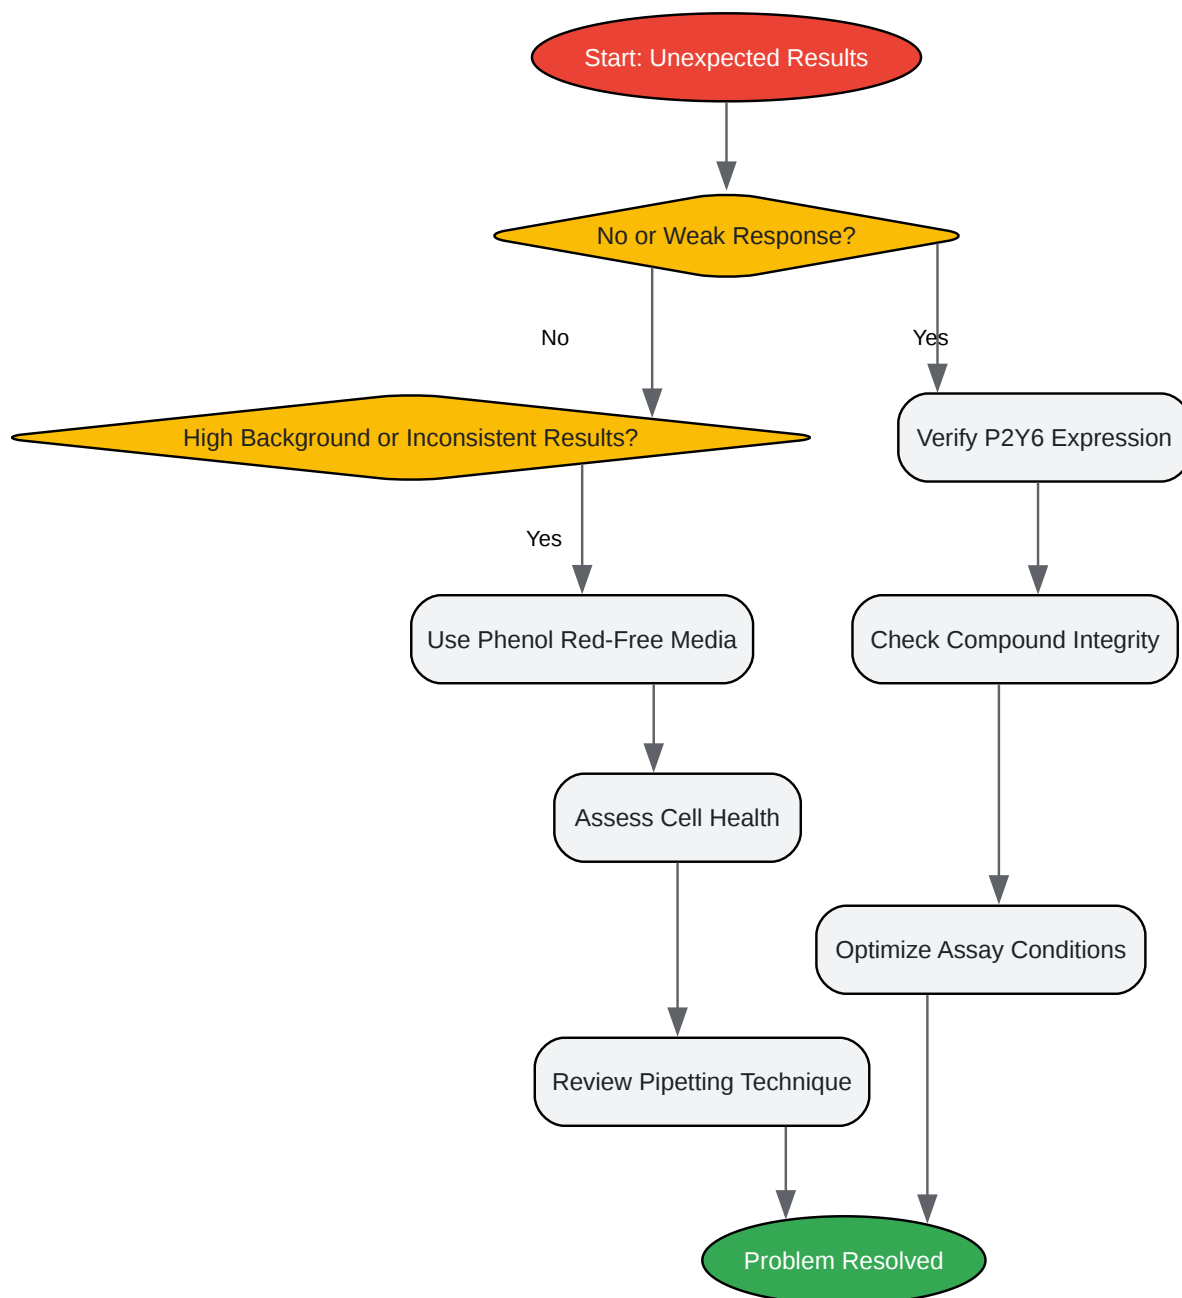 Start: Unexpected Results
No or Weak Response?
No
Yes
High Background or Inconsistent Results?
Verify P2Y6 Expression
Yes
Use Phenol Red-Free Media
Check Compound Integrity
Assess Cell Health
Optimize Assay Conditions
Review Pipetting Technique
Problem Resolved